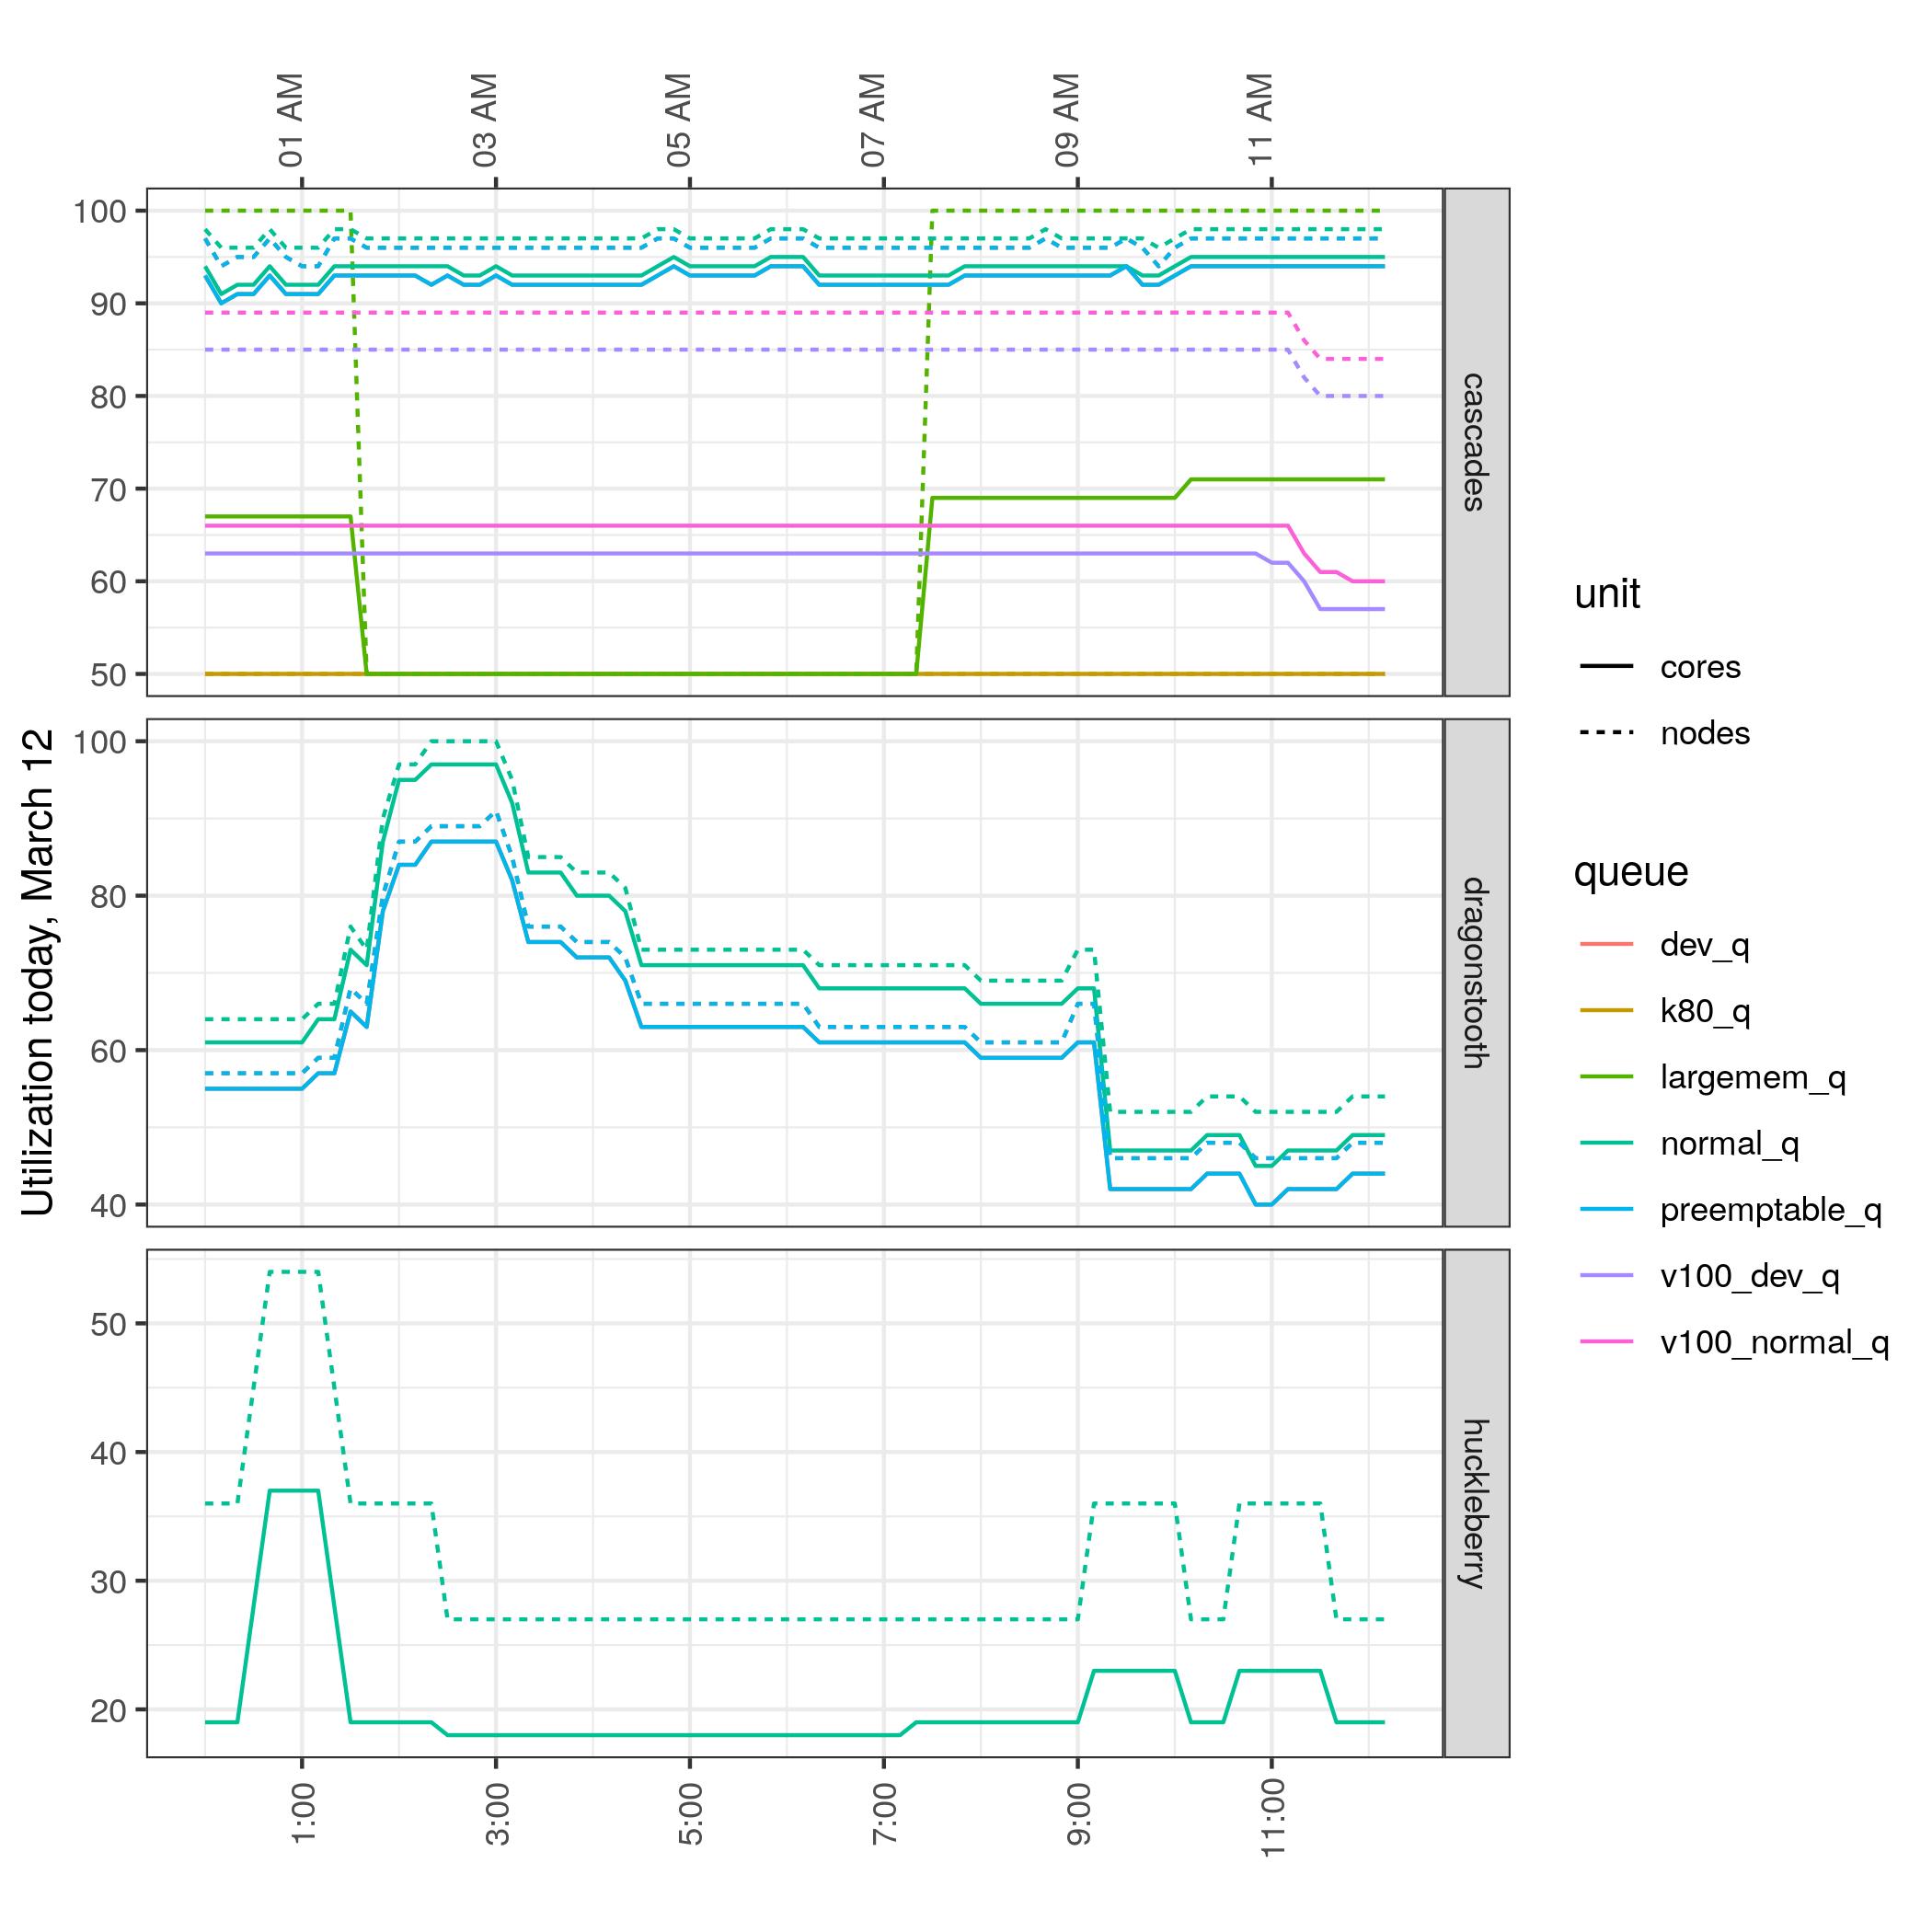 01 AM
03 AM
05 AM
07 AM
09 AM
11 AM
Utilization today, March 12
100
90
80
70
60
50
cascades
100
80
60
40
dragonstooth
50
40
30
20
huckleberry
1:00
3:00
5:00
7:00
9:00
11:00
unit
cores
nodes
queue
dev_q
k80_q
largemem_q
normal_q
preemptable_q
v100_dev_q
v100_normal_q